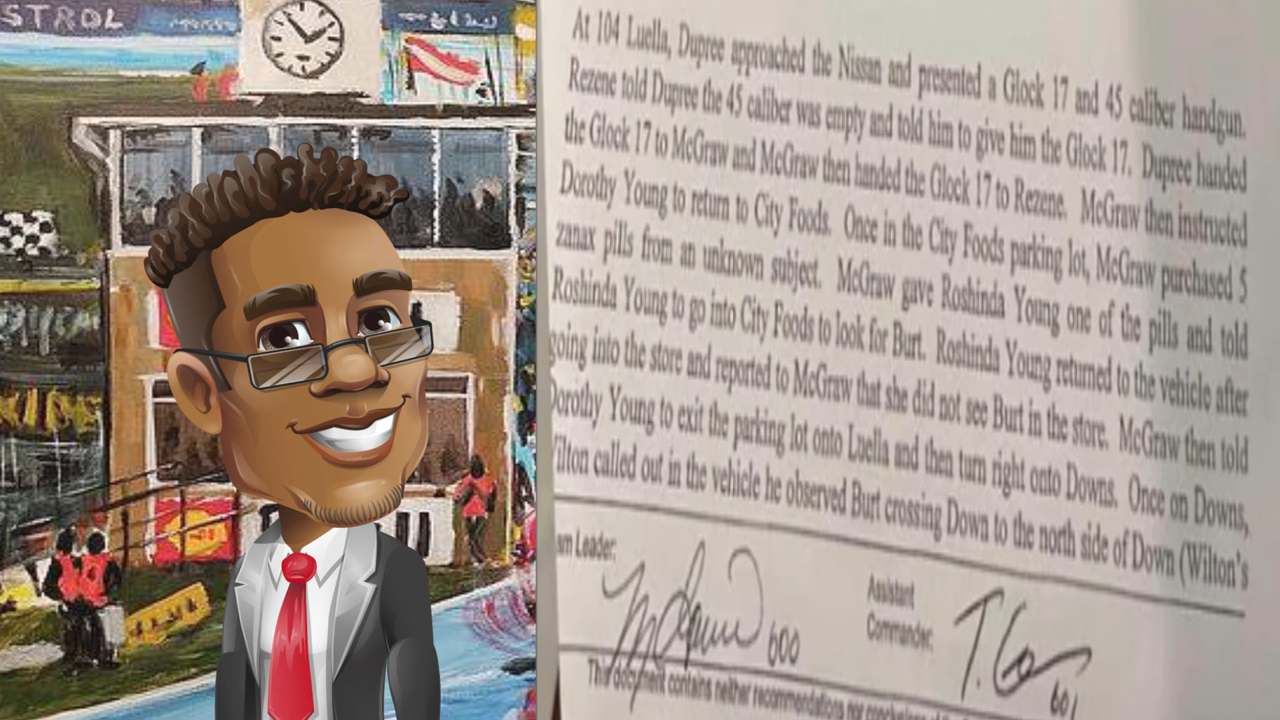 STROL
At 104 Luella, Dupree approached the Nissan and presented a Glock 17 and 45 caliber handgun.
Rezene told Dupree the 45 caliber was empty and told him to give him the Glock 17. Dupree handed
the Glock 17 to McGraw and McGraw then handed the Glock 17 to Rezene. McGraw then instructed
Dorothy Young to return to City Foods. Once in the City Foods parking lot, McGraw purchased 5
zanax pills from an unknown subject. McGraw gave Roshinda Young one of the pills and told
Roshinda Young to go into City Foods to look for Burt. Roshinda Young returned to the vehicle after
going into the store and reported to McGraw that she did not see Burt in the store. McGraw then told
Dorothy Young to exit the parking lot onto Luella and then turn right onto Downs. Once on Downs,
ilton called out in the vehicle he observed Burt crossing Down to the north side of Down (Wilton's
am Leader:
600
Assistant
Commander:
601
This document contains neither recommendations nor conclusions of